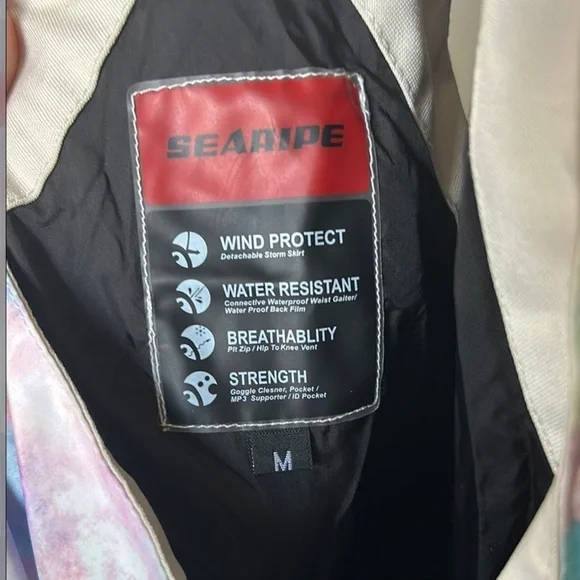 SEARIPE
WIND PROTECT
Detachable Storm Skirt
WATER RESISTANT
Connective Waterproof Waist Gaiter/
Water Proof Back Film
BREATHABLITY
Pit Zip / Hip To Knee Vent
STRENGTH
Goggle Clesner, Pocket /
MP3 Supporter / ID Pocket
M